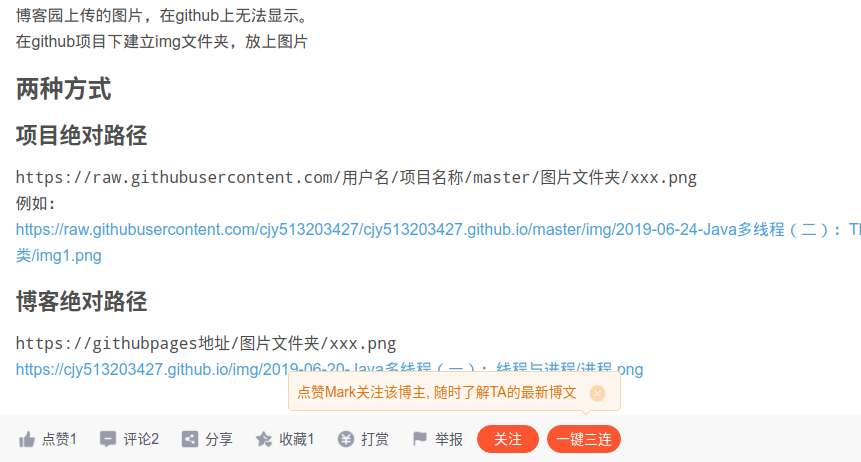 博客园上传的图片，在github上无法显示。
在github项目下建立img文件夹，放上图片
两种方式
项目绝对路径
https://raw.githubusercontent.com/用户名/项目名称/master/图片文件夹/xxx.png
例如:
https://raw.githubusercontent.com/cjy513203427/cjy513203427.github.io/master/img/2019-06-24-Java多线程（二）：Th
类/img1.png
博客绝对路径
https://githubpages地址/图片文件夹/xxx.png
https://cjy513203427.github.io/img/2019-06-20-Java多线程（一）：线程与进程/进程.png
点赞Mark关注该博主, 随时了解TA的最新博文
点赞1 评论2 分享 收藏1 打赏 举报 关注 一键三连